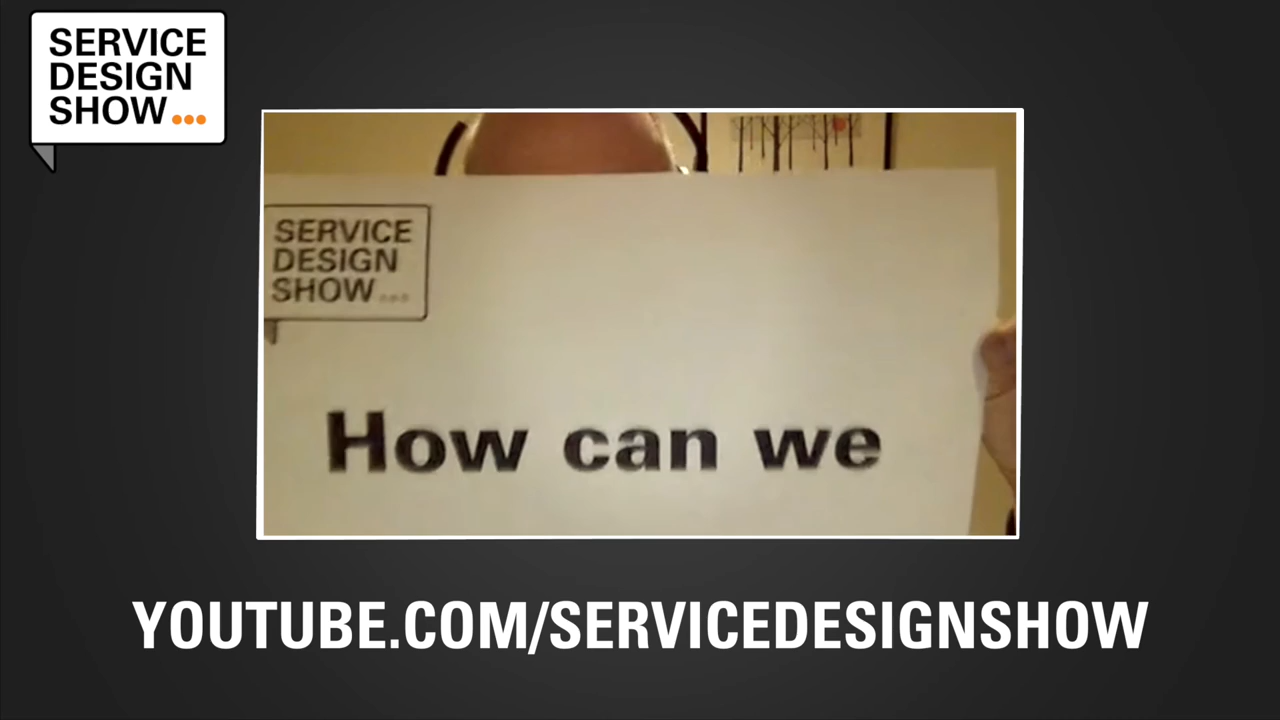 SERVICE
DESIGN
SHOW...
SERVICE
DESIGN
SHOW...
How can we
YOUTUBE.COM/SERVICEDESIGNSHOW